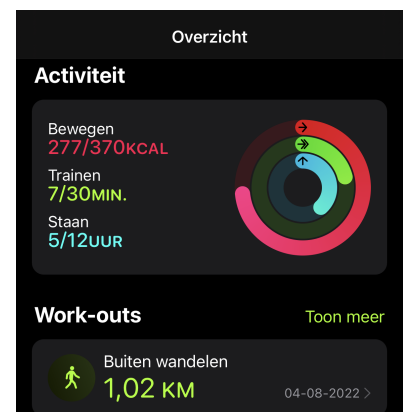 Overzicht
Activiteit
Bewegen
277/370KCAL
Trainen
7/30MIN.
Staan
5/12UUR
Work-outs
Toon meer
Buiten wandelen
1,02 KM
04-08-2022